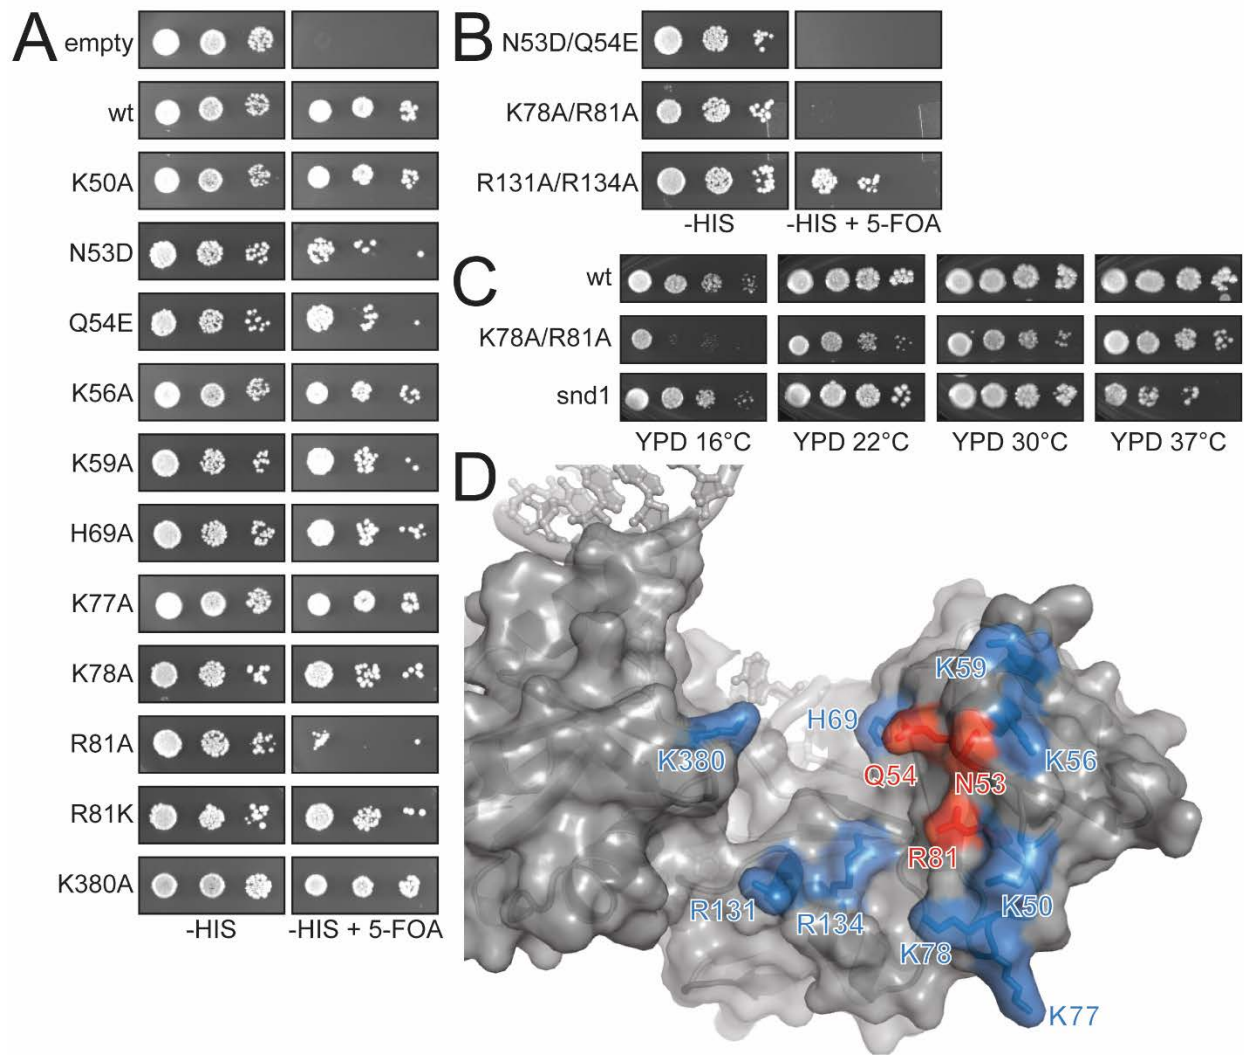 A
empty
wt
K50A
N53D
Q54E
K56A
K59A
H69A
K77A
K78A
R81A
R81K
K380A
-HIS -HIS + 5-FOA
B
N53D/Q54E
K78A/R81A
R131A/R134A
-HIS -HIS + 5-FOA
C
wt
K78A/R81A
snd1
YPD 16°C YPD 22°C YPD 30°C YPD 37°C
D
K59
H69
K380
Q54 N53 K56
R81
R131 R134 K50
K78
K77